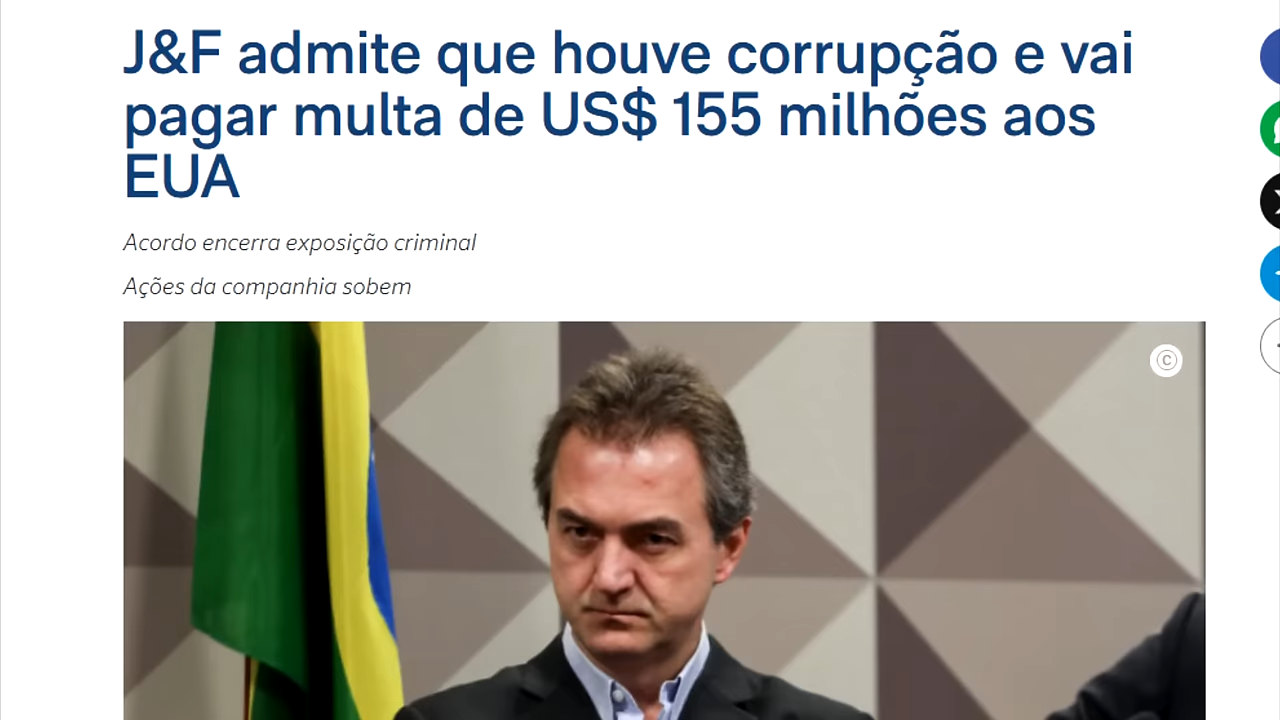 J&F admite que houve corrupção e vai
pagar multa de US$ 155 milhões aos
EUA
Acordo encerra exposição criminal
Ações da companhia sobem
©